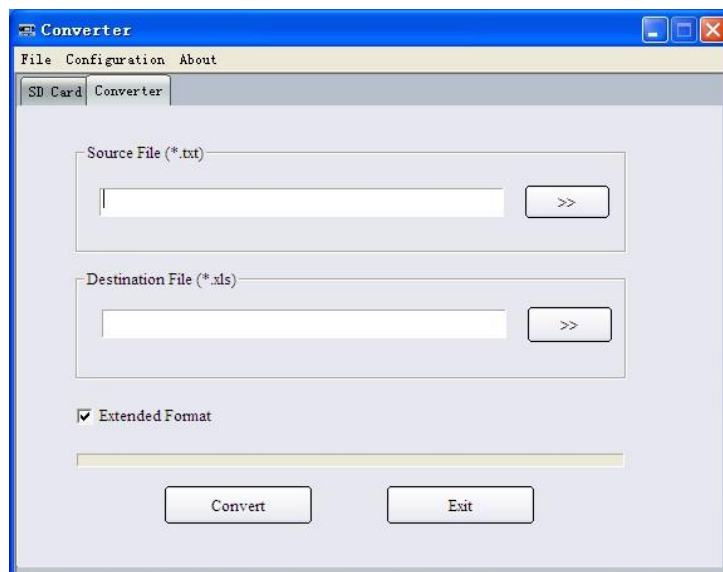 Converter
File Configuration About
SD Card Converter
Source File (*.txt)
>>
Destination File (*.xls)
>>
Extended Format
Convert Exit